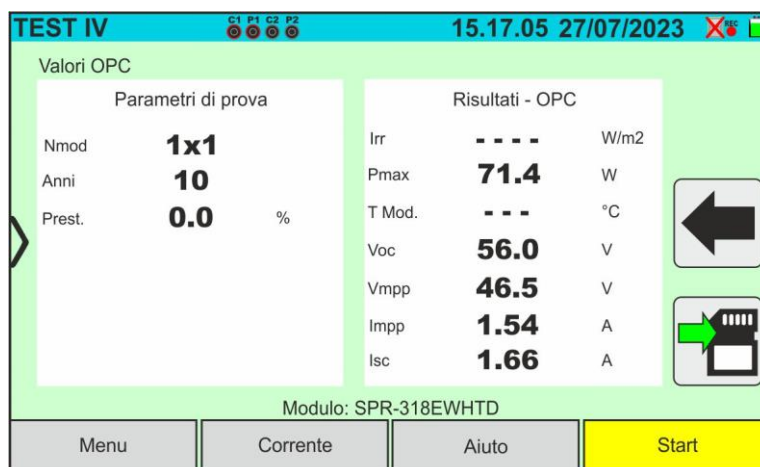 TEST IV C1 P1 C2 P2 15.17.05 27/07/2023 REC
Valori OPC
Parametri di prova
Nmod 1x1
Anni 10
Prest. 0.0 %
Risultati - OPC
Irr - - - - W/m2
Pmax 71.4 W
T Mod. - - - °C
Voc 56.0 V
Vmpp 46.5 V
Impp 1.54 A
Isc 1.66 A
Modulo: SPR-318EWHTD
Menu Corrente Aiuto Start